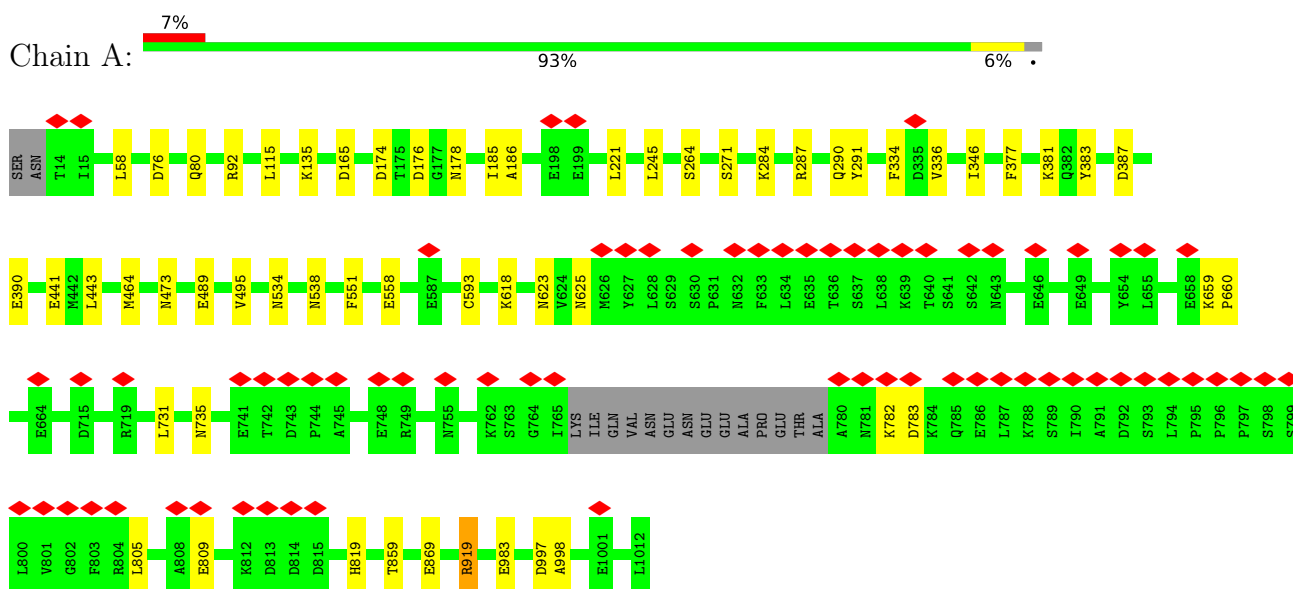 7%
Chain A:
93% 6% •
SER ASN T14 I15 L58 D76 Q80 R92 L115 K135 D165 D174 T175 D176 G177 N178 I185 A186 E198 E199 L221 L245 S264 S271 K284 R287 Q290 Y291 F334 D335 V336 I346 F377 K381 Q382 Y383 D387
E390 E441 M442 L443 M464 N473 E489 V495 N534 N538 F551 E558 E587 C593 K618 N623 V624 N625 M626 Y627 L628 S629 S630 P631 N632 F633 L634 E635 T636 S637 L638 K639 T640 S641 S642 N643 E646 E649 Y654 L655 E658 K659 P660
E664 D715 R719 L731 N735 E741 T742 D743 P744 A745 E748 R749 N755 K762 S763 G764 I765 LYS ILE GLN VAL ASN GLU ASN GLU GLU ALA PRO GLU THR ALA A780 N781 K782 D783 K784 Q785 E786 L787 K788 S789 I790 A791 D792 S793 L794 P795 P796 P797 S798 S799
L800 V801 G802 F803 R804 L805 A808 E809 K812 D813 D814 D815 H819 T859 E869 R919 E983 D997 A998 E1001 L1012